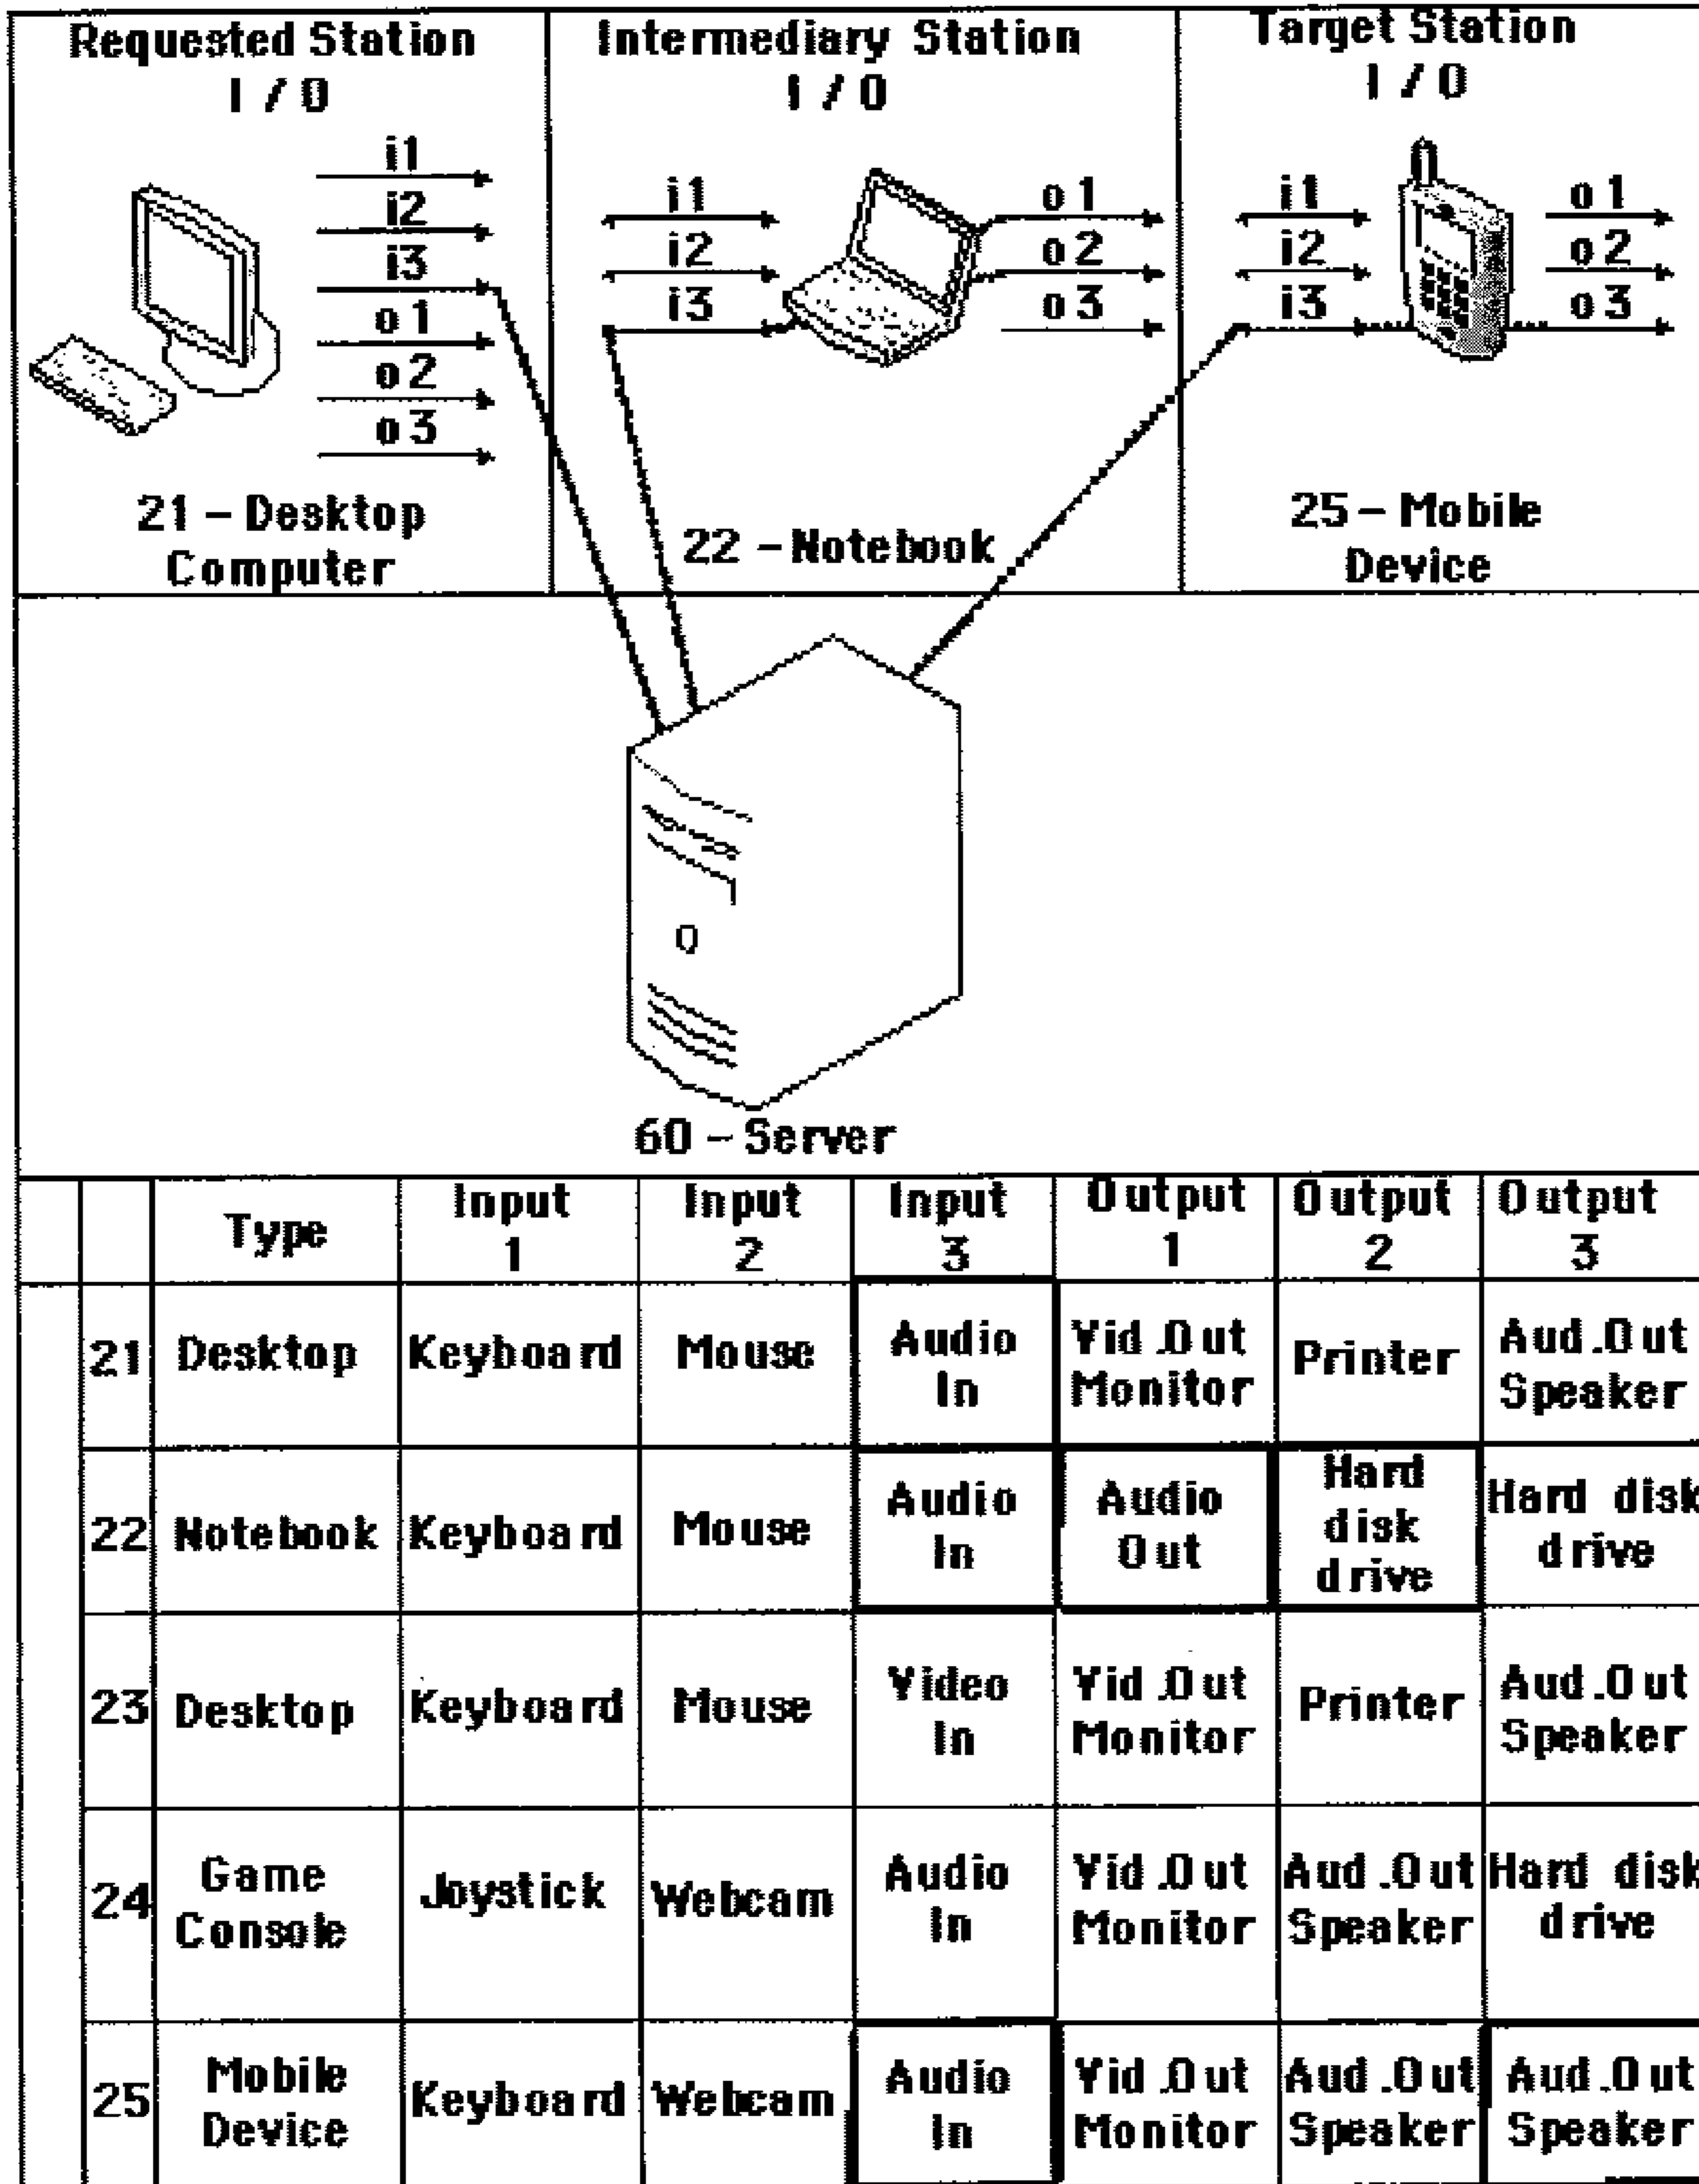 Requested Station
I / O
Intermediary Station
I / O
Target Station
I / O
i1
i2
i3
o1
o2
o3
i1
i2
i3
o1
o2
o3
i1
i2
i3
o1
o2
o3
21 – Desktop
Computer
22 – Notebook
25 – Mobile
Device
60 – Server
Type
Input
1
Input
2
Input
3
Output
1
Output
2
Output
3
21
Desktop
Keyboard
Mouse
Audio
In
Vid.Out
Monitor
Printer
Aud.Out
Speaker
22
Notebook
Keyboard
Mouse
Audio
In
Audio
Out
Hard
disk
drive
Hard disk
drive
23
Desktop
Keyboard
Mouse
Video
In
Vid.Out
Monitor
Printer
Aud.Out
Speaker
24
Game
Console
Joystick
Webcam
Audio
In
Vid.Out
Monitor
Aud.Out
Speaker
Hard disk
drive
25
Mobile
Device
Keyboard
Webcam
Audio
In
Vid.Out
Monitor
Aud.Out
Speaker
Aud.Out
Speaker